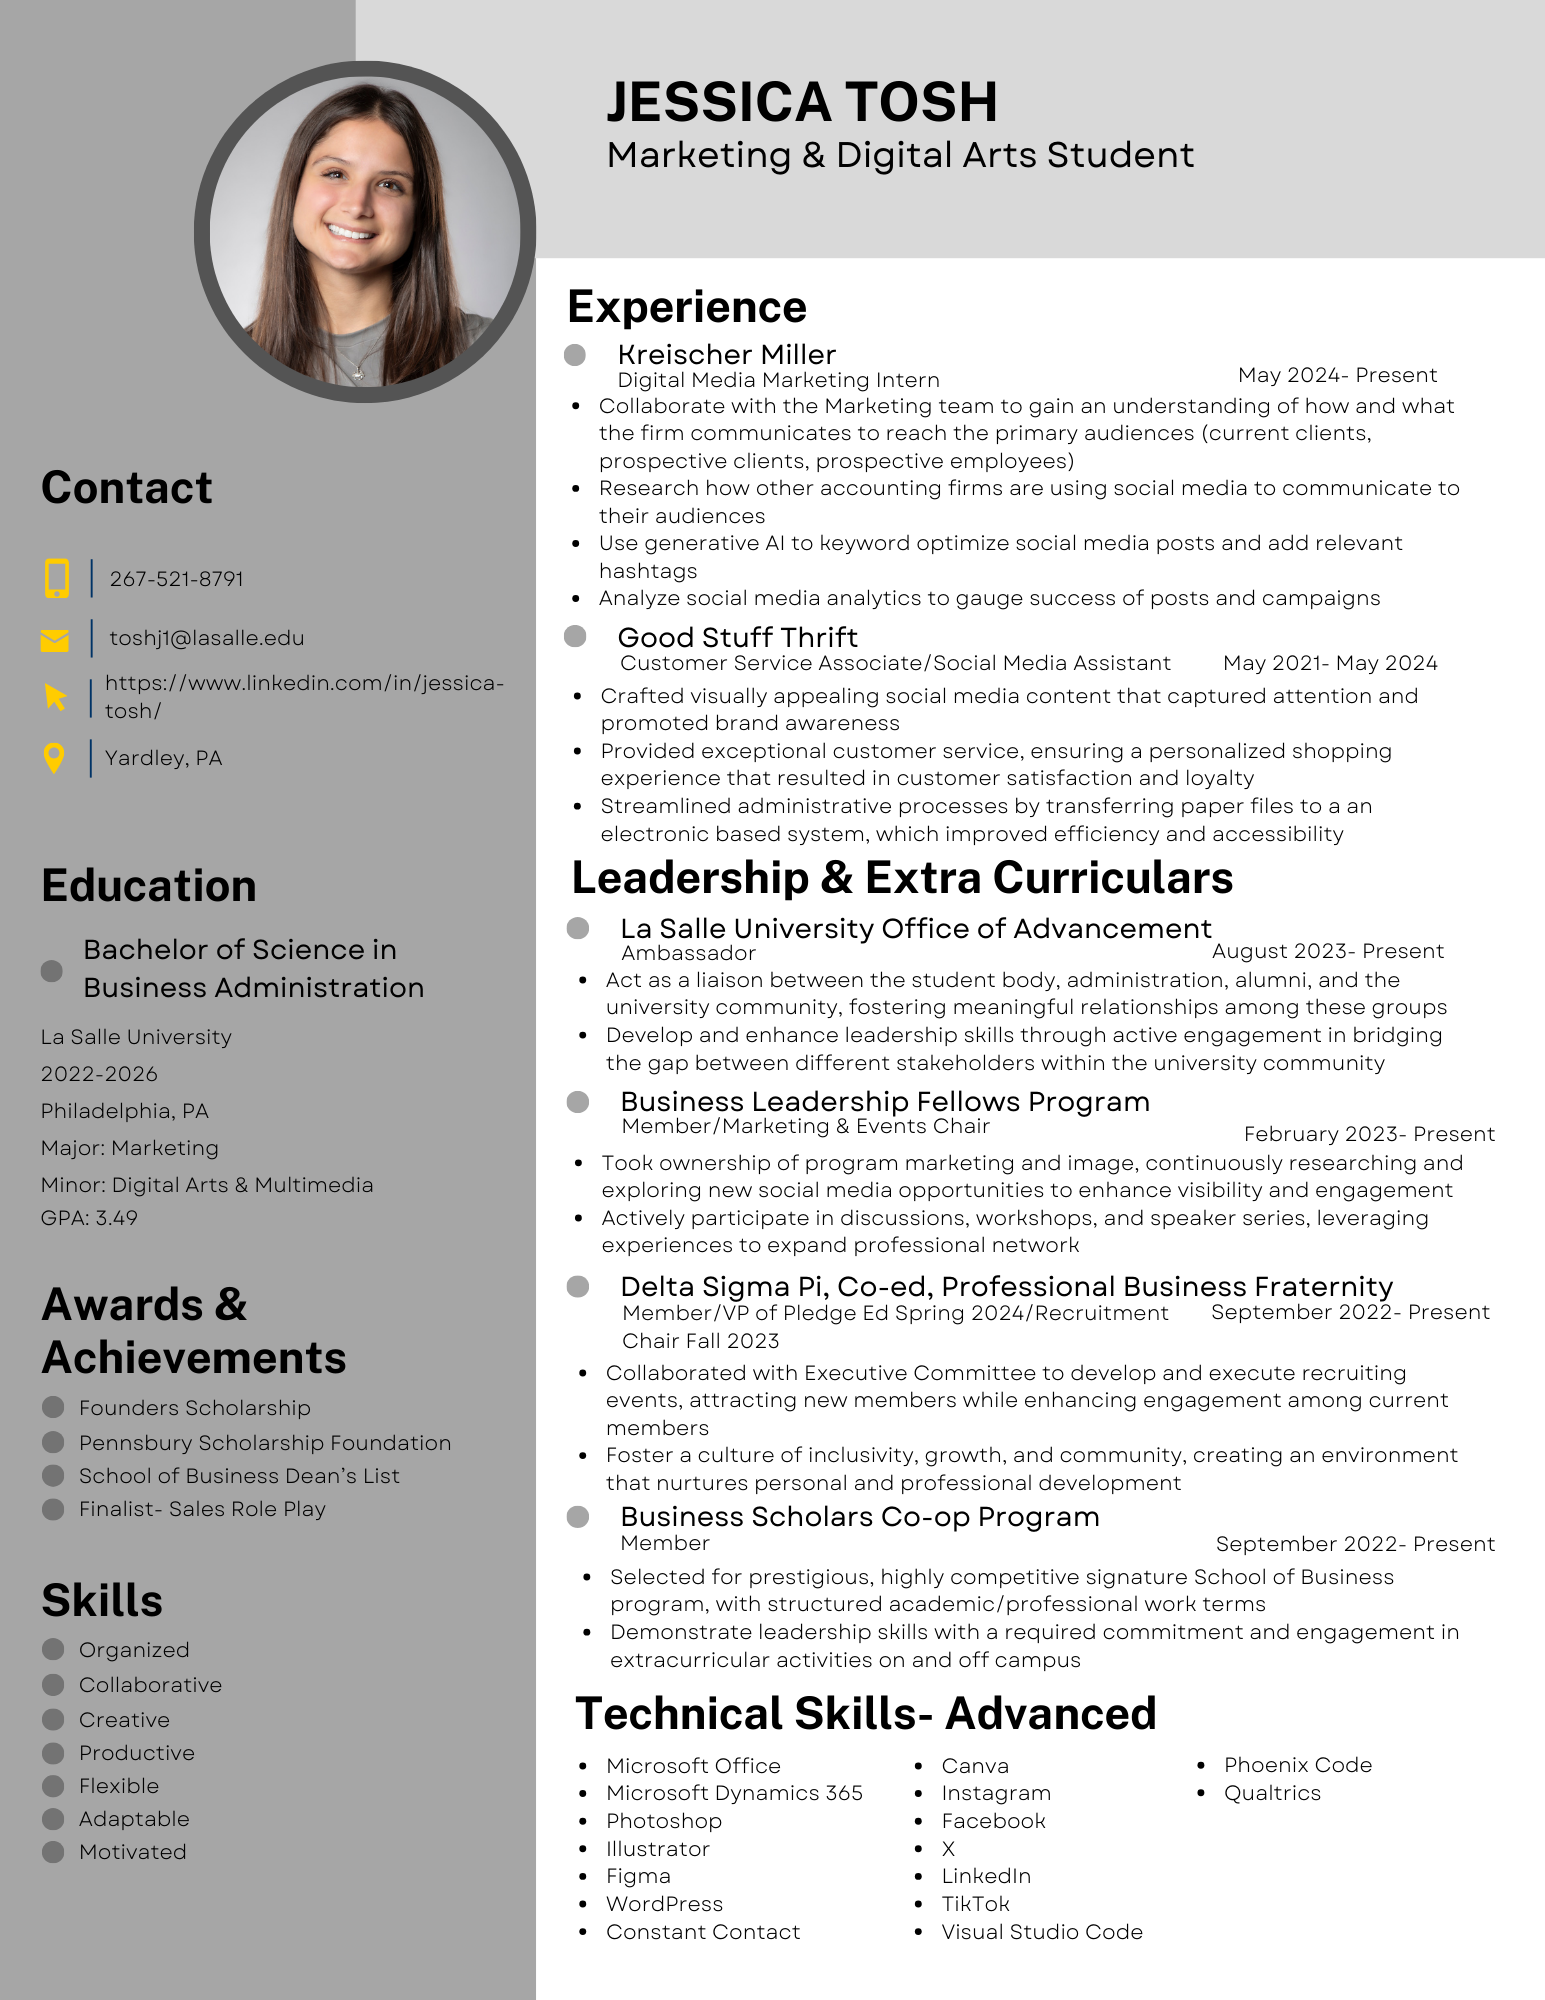 JESSICA TOSH
Marketing & Digital Arts Student
Contact
267-521-8791
toshj1@lasalle.edu
https://www.linkedin.com/in/jessica-
tosh/
Yardley, PA
Education
Bachelor of Science in
Business Administration
La Salle University
2022-2026
Philadelphia, PA
Major: Marketing
Minor: Digital Arts & Multimedia
GPA: 3.49
Awards &
Achievements
Founders Scholarship
Pennsbury Scholarship Foundation
School of Business Dean's List
Finalist- Sales Role Play
Skills
Organized
Collaborative
Creative
Productive
Flexible
Adaptable
Motivated
Experience
Kreischer Miller
Digital Media Marketing Intern
May 2024- Present
• Collaborate with the Marketing team to gain an understanding of how and what
the firm communicates to reach the primary audiences (current clients,
prospective clients, prospective employees)
• Research how other accounting firms are using social media to communicate to
their audiences
• Use generative AI to keyword optimize social media posts and add relevant
hashtags
• Analyze social media analytics to gauge success of posts and campaigns
Good Stuff Thrift
Customer Service Associate/Social Media Assistant
May 2021- May 2024
• Crafted visually appealing social media content that captured attention and
promoted brand awareness
• Provided exceptional customer service, ensuring a personalized shopping
experience that resulted in customer satisfaction and loyalty
• Streamlined administrative processes by transferring paper files to a an
electronic based system, which improved efficiency and accessibility
Leadership & Extra Curriculars
La Salle University Office of Advancement
Ambassador
August 2023- Present
• Act as a liaison between the student body, administration, alumni, and the
university community, fostering meaningful relationships among these groups
• Develop and enhance leadership skills through active engagement in bridging
the gap between different stakeholders within the university community
Business Leadership Fellows Program
Member/Marketing & Events Chair
February 2023- Present
• Took ownership of program marketing and image, continuously researching and
exploring new social media opportunities to enhance visibility and engagement
• Actively participate in discussions, workshops, and speaker series, leveraging
experiences to expand professional network
Delta Sigma Pi, Co-ed, Professional Business Fraternity
Member/VP of Pledge Ed Spring 2024/Recruitment
Chair Fall 2023
September 2022- Present
• Collaborated with Executive Committee to develop and execute recruiting
events, attracting new members while enhancing engagement among current
members
• Foster a culture of inclusivity, growth, and community, creating an environment
that nurtures personal and professional development
Business Scholars Co-op Program
Member
September 2022- Present
• Selected for prestigious, highly competitive signature School of Business
program, with structured academic/professional work terms
• Demonstrate leadership skills with a required commitment and engagement in
extracurricular activities on and off campus
Technical Skills- Advanced
• Microsoft Office
• Microsoft Dynamics 365
• Photoshop
• Illustrator
• Figma
• WordPress
• Constant Contact
• Canva
• Instagram
• Facebook
• X
• LinkedIn
• TikTok
• Visual Studio Code
• Phoenix Code
• Qualtrics